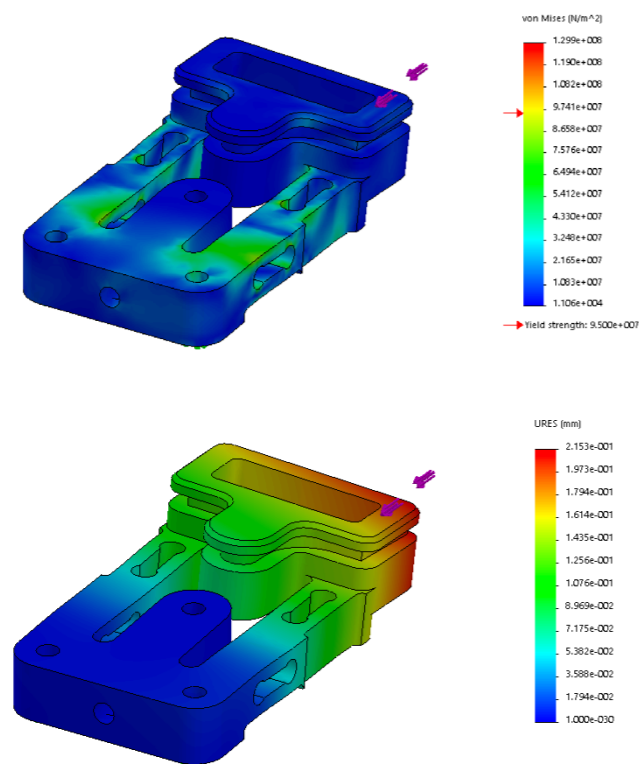 von Mises (N/m^2)
1.299e+008
1.190e+008
1.082e+008
9.741e+007
8.658e+007
7.576e+007
6.494e+007
5.412e+007
4.330e+007
3.248e+007
2.165e+007
1.083e+007
1.106e+004
Yield strength: 9.500e+007
URES (mm)
2.153e-001
1.973e-001
1.794e-001
1.614e-001
1.435e-001
1.256e-001
1.076e-001
8.969e-002
7.175e-002
5.382e-002
3.588e-002
1.794e-002
1.000e-030